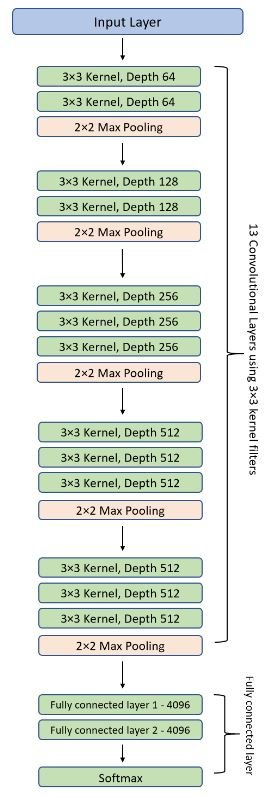 Input Layer
3×3 Kernel, Depth 64
3×3 Kernel, Depth 64
2×2 Max Pooling
3×3 Kernel, Depth 128
3×3 Kernel, Depth 128
2×2 Max Pooling
3×3 Kernel, Depth 256
3×3 Kernel, Depth 256
3×3 Kernel, Depth 256
2×2 Max Pooling
3×3 Kernel, Depth 512
3×3 Kernel, Depth 512
3×3 Kernel, Depth 512
2×2 Max Pooling
3×3 Kernel, Depth 512
3×3 Kernel, Depth 512
3×3 Kernel, Depth 512
2×2 Max Pooling
13 Convolutional Layers using 3×3 kernel filters
Fully connected layer 1 - 4096
Fully connected layer 2 - 4096
Softmax
Fully connected layer